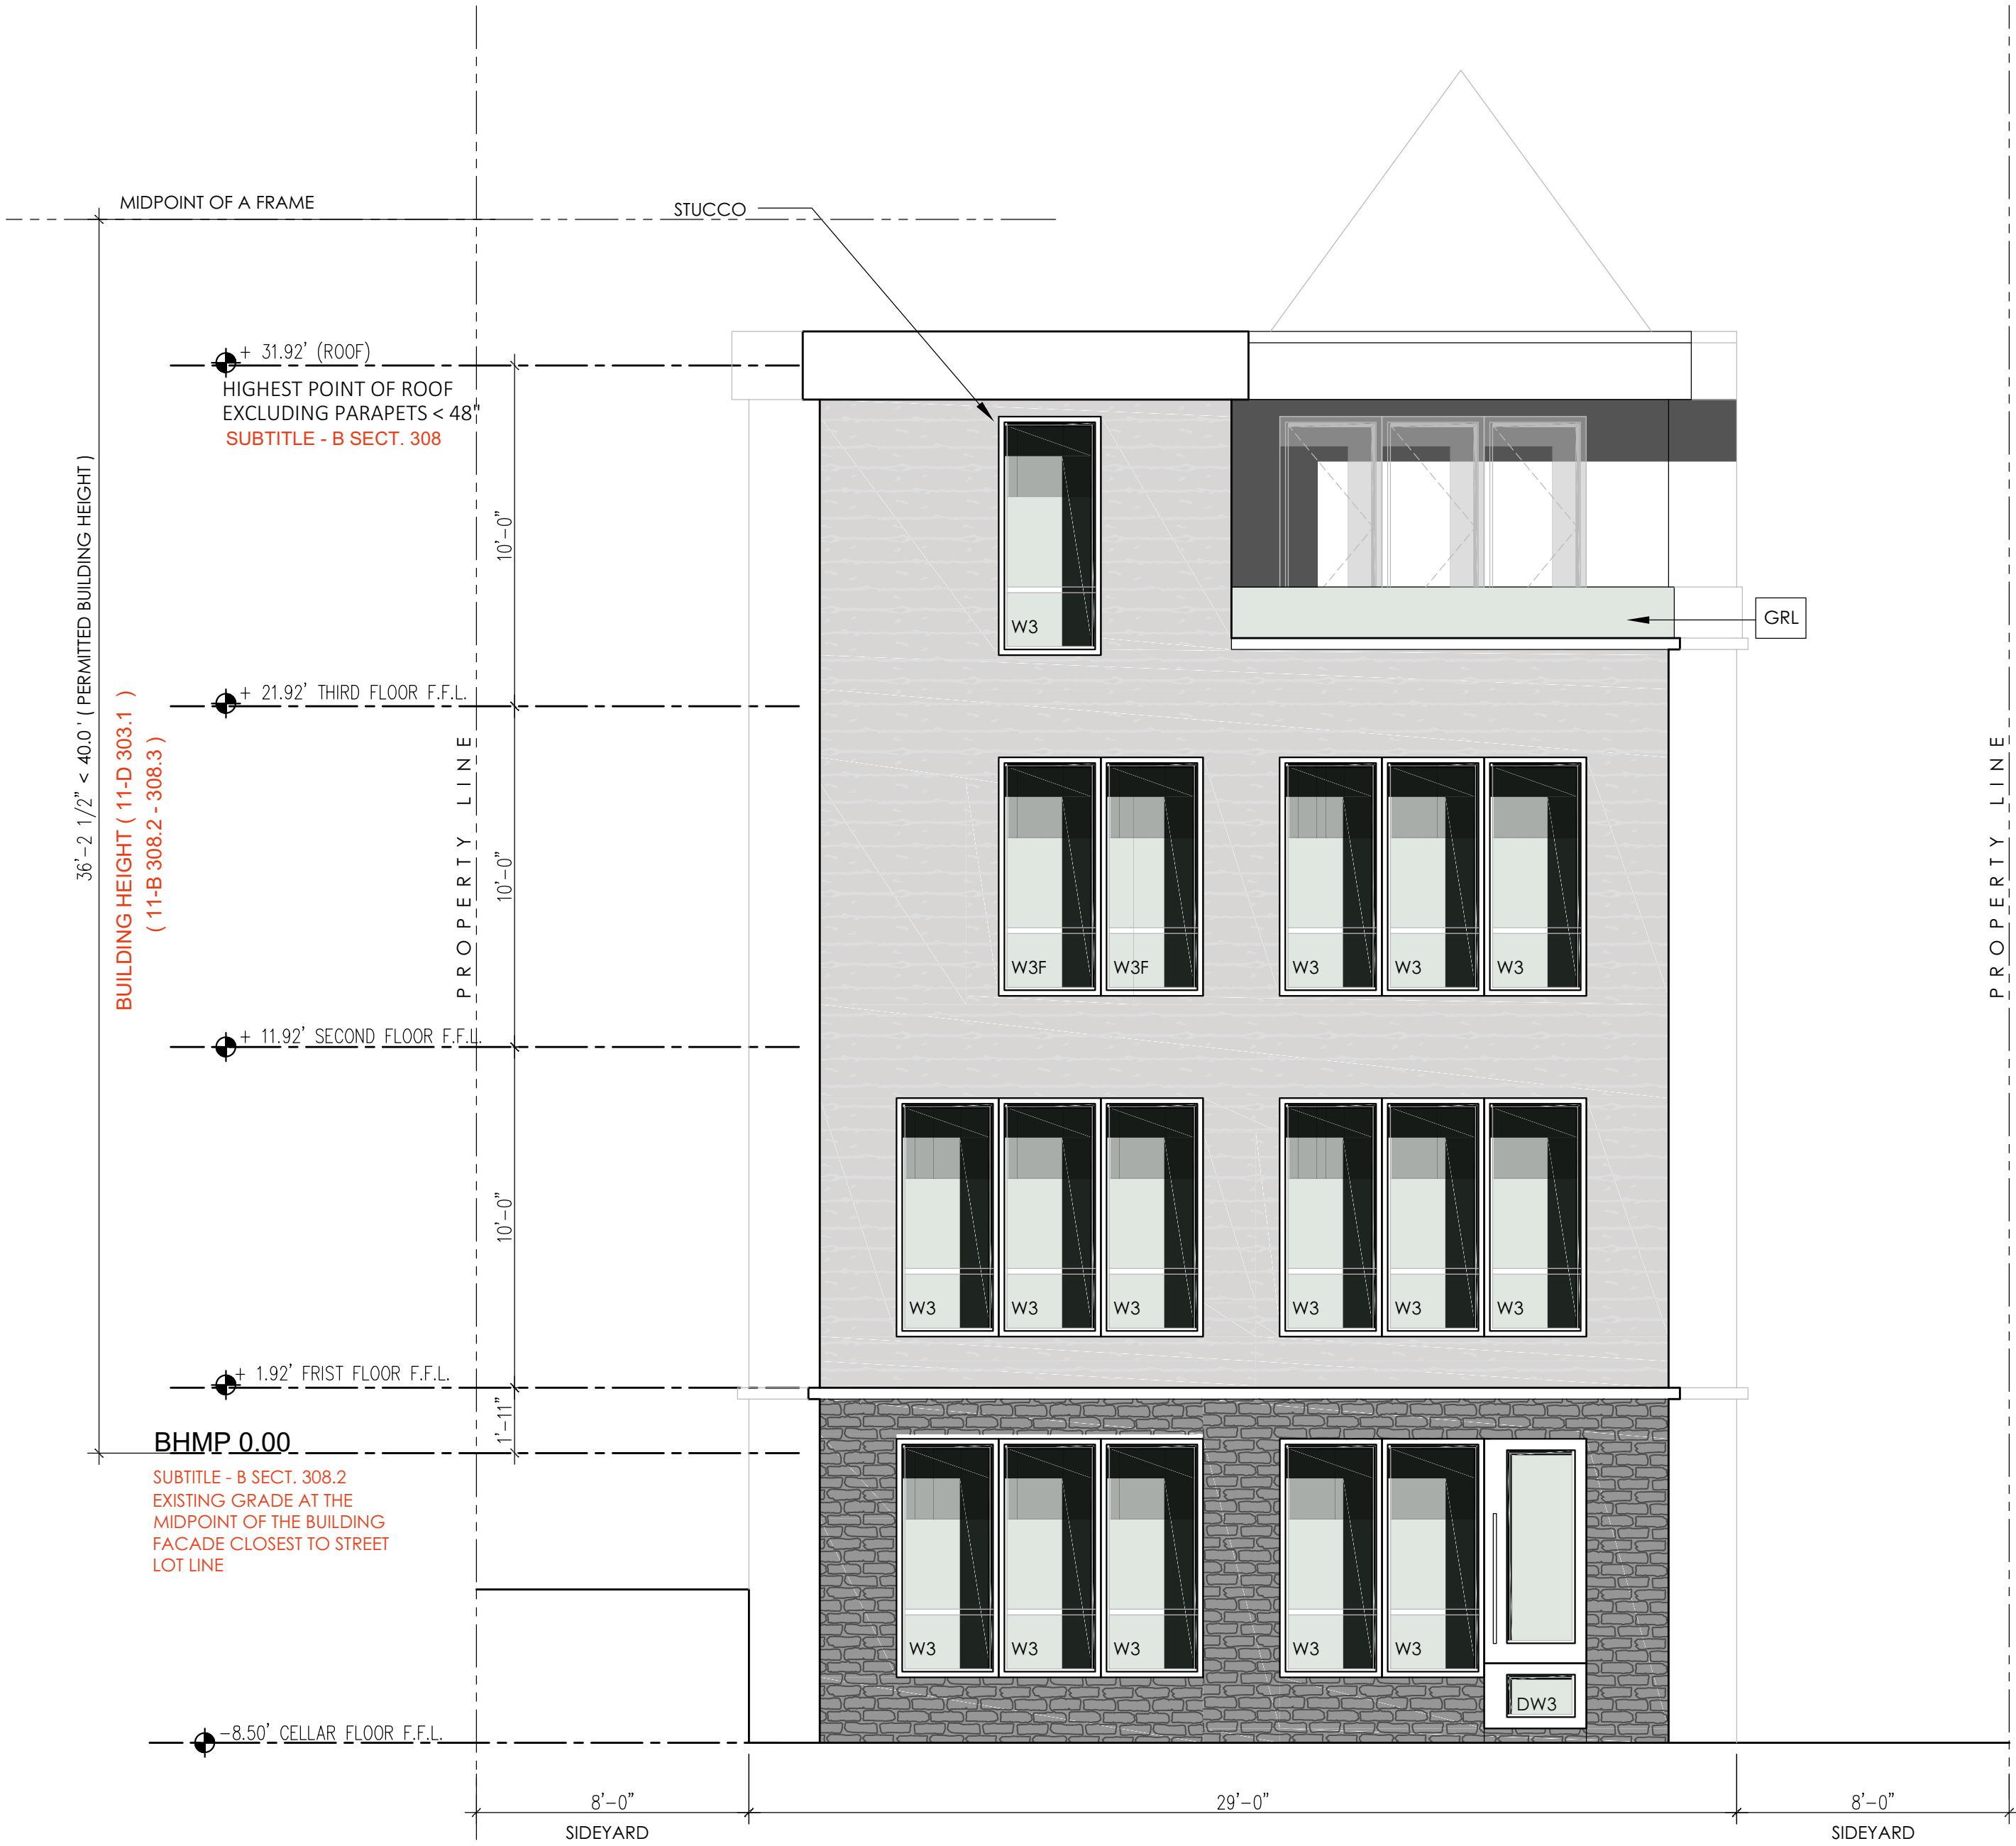 MIDPOINT OF A FRAME
STUCCO
+ 31.92' (ROOF)
HIGHEST POINT OF ROOF
EXCLUDING PARAPETS < 48"
SUBTITLE - B SECT. 308
36'-2 1/2" < 40.0 ' ( PERMITTED BUILDING HEIGHT )
BUILDING HEIGHT ( 11-D 303.1 )
( 11-B 308.2 - 308.3 )
10'-0"
W3
GRL
+ 21.92' THIRD FLOOR F.F.L.
PROPERTY LINE
PROPERTY LINE
10'-0"
W3F
W3F
W3
W3
W3
+ 11.92' SECOND FLOOR F.F.L.
10'-0"
W3
W3
W3
W3
W3
W3
+ 1.92' FRIST FLOOR F.F.L.
1'-11"
BHMP 0.00
SUBTITLE - B SECT. 308.2
EXISTING GRADE AT THE
MIDPOINT OF THE BUILDING
FACADE CLOSEST TO STREET
LOT LINE
W3
W3
W3
W3
W3
DW3
-8.50' CELLAR FLOOR F.F.L.
8'-0"
29'-0"
8'-0"
SIDEYARD
SIDEYARD